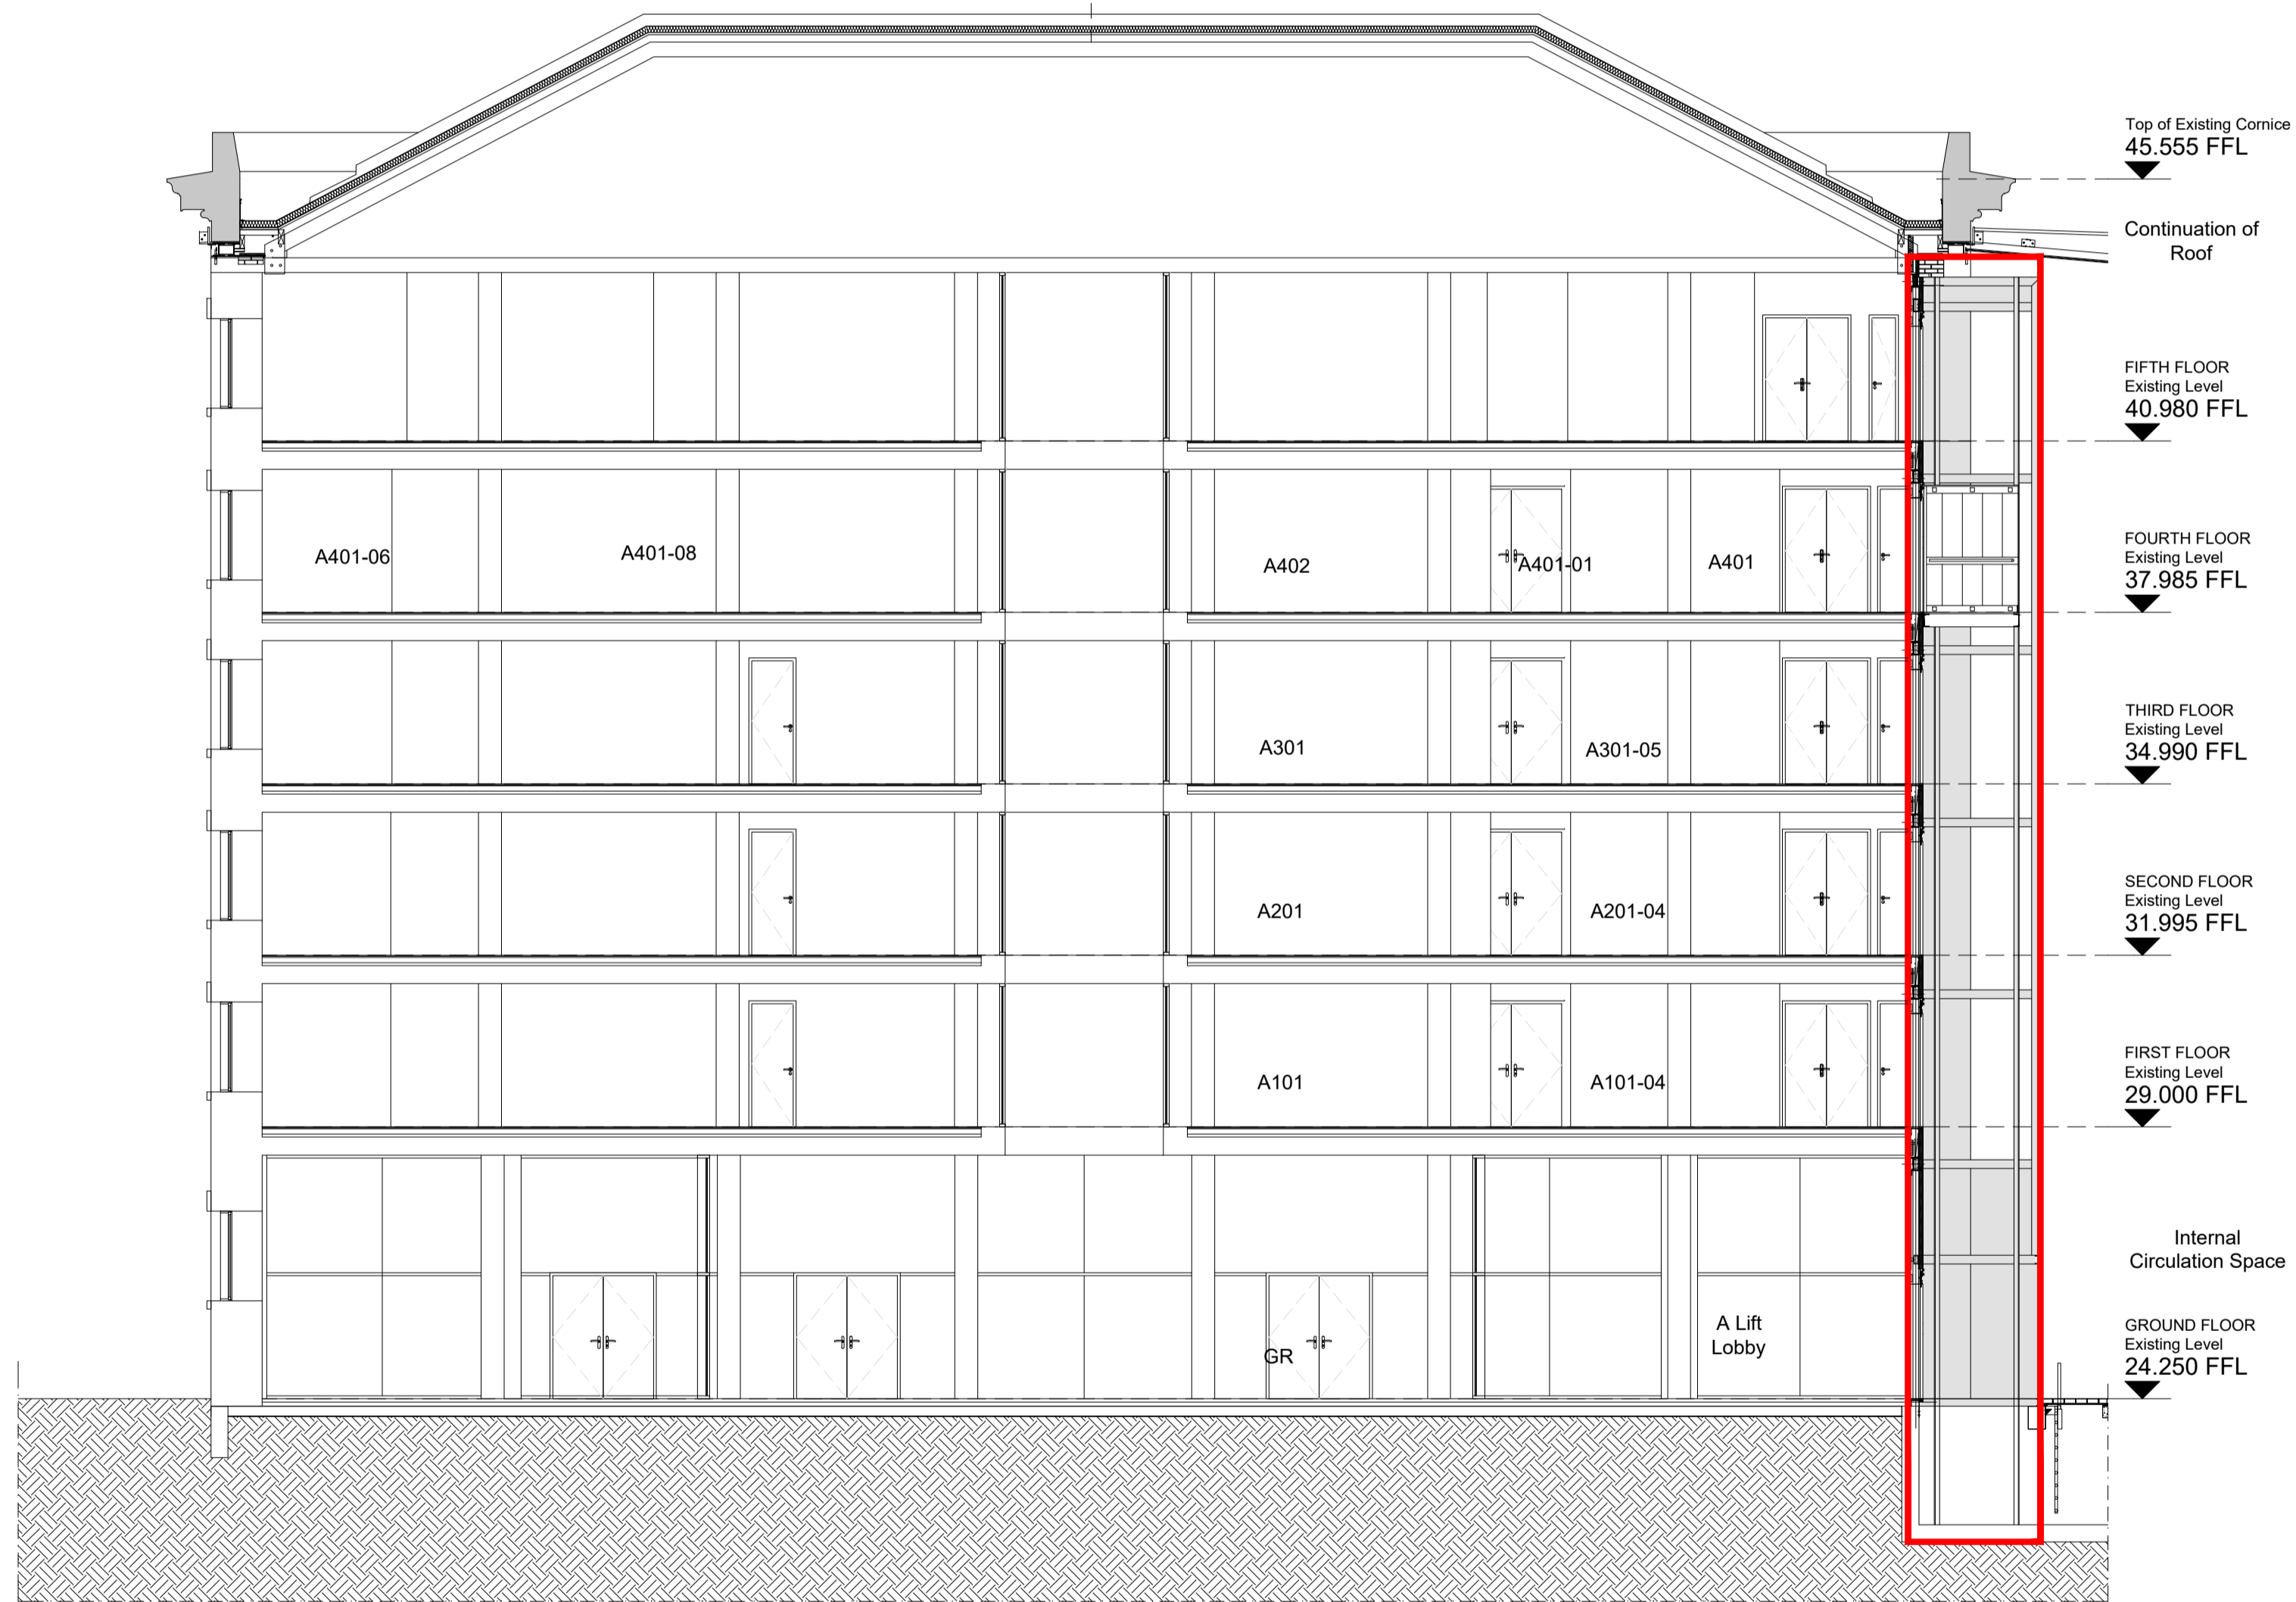 Top of Existing Cornice
45.555 FFL
Continuation of
Roof
FIFTH FLOOR
Existing Level
40.980 FFL
A401-06
A401-08
A402
A401-01
A401
FOURTH FLOOR
Existing Level
37.985 FFL
A301
A301-05
THIRD FLOOR
Existing Level
34.990 FFL
A201
A201-04
SECOND FLOOR
Existing Level
31.995 FFL
A101
A101-04
FIRST FLOOR
Existing Level
29.000 FFL
Internal
Circulation Space
GR
A Lift
Lobby
GROUND FLOOR
Existing Level
24.250 FFL